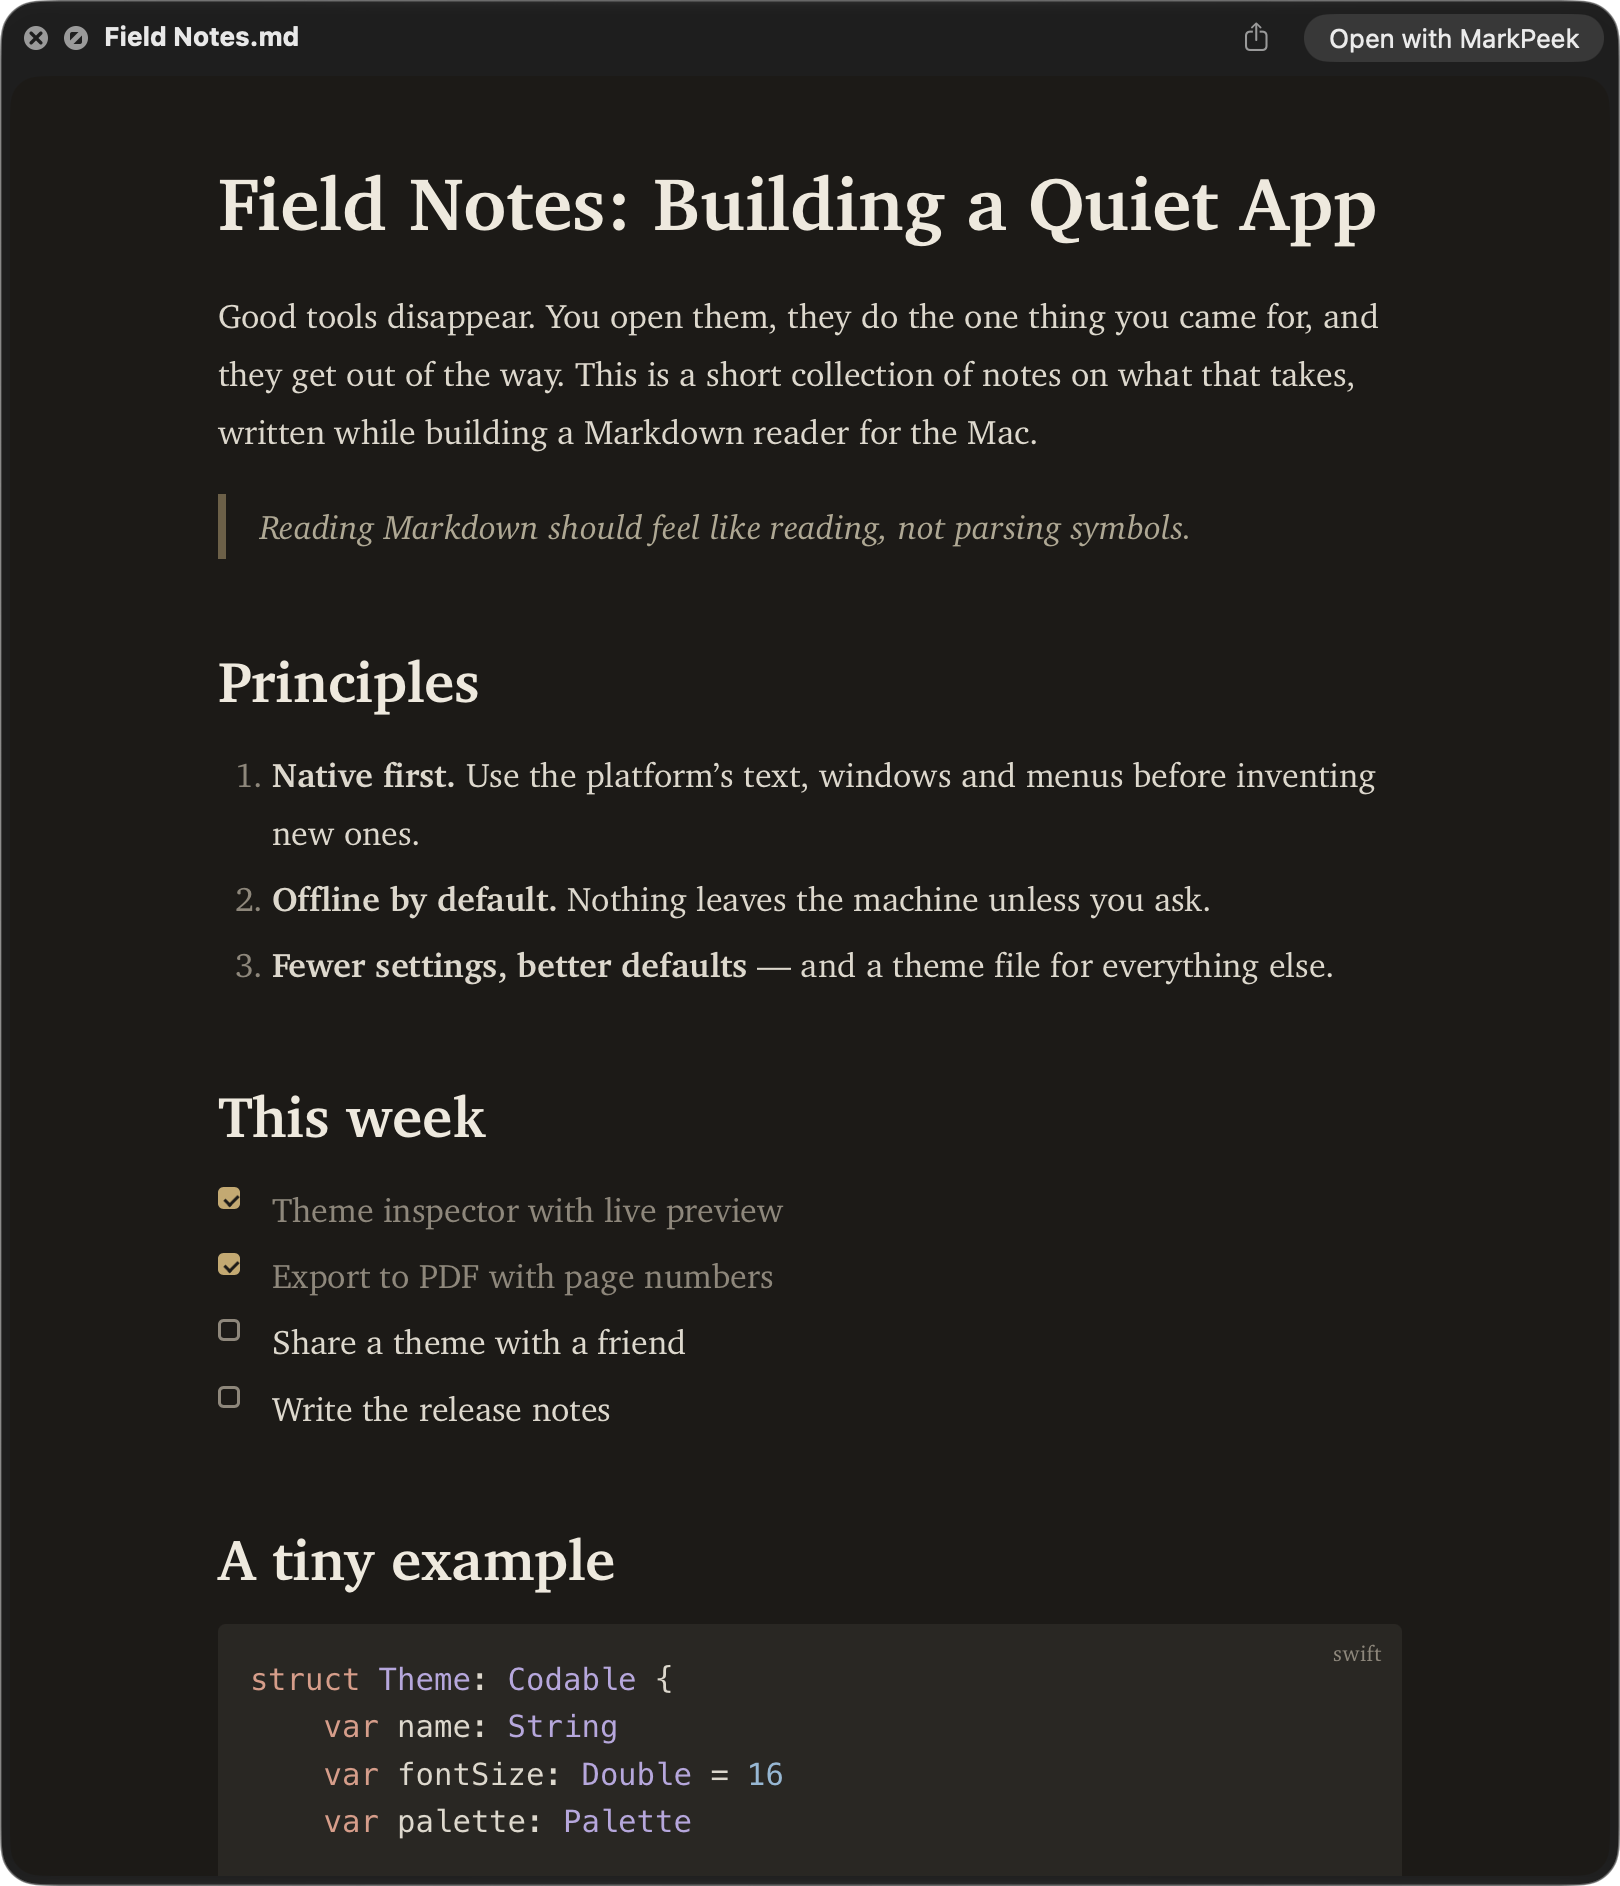 Field Notes.md
Open with MarkPeek
Field Notes: Building a Quiet App
Good tools disappear. You open them, they do the one thing you came for, and
they get out of the way. This is a short collection of notes on what that takes,
written while building a Markdown reader for the Mac.
Reading Markdown should feel like reading, not parsing symbols.
Principles
1. Native first. Use the platform’s text, windows and menus before inventing
new ones.
2. Offline by default. Nothing leaves the machine unless you ask.
3. Fewer settings, better defaults — and a theme file for everything else.
This week
Theme inspector with live preview
Export to PDF with page numbers
Share a theme with a friend
Write the release notes
A tiny example
swift
struct Theme: Codable {
    var name: String
    var fontSize: Double = 16
    var palette: Palette